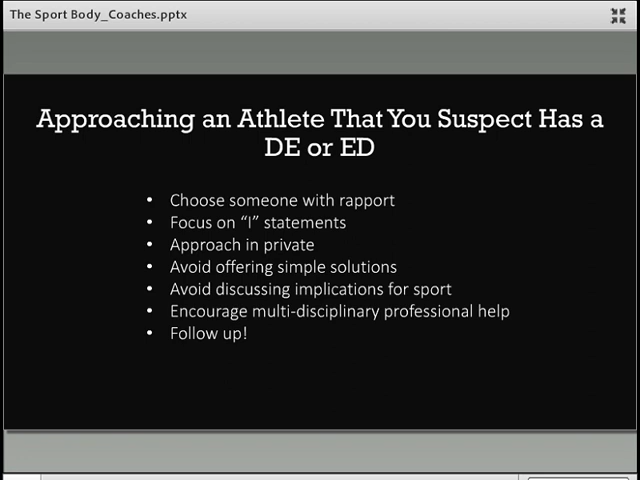 The Sport Body_Coaches.pptx
Approaching an Athlete That You Suspect Has a
DE or ED
• Choose someone with rapport
• Focus on “I” statements
• Approach in private
• Avoid offering simple solutions
• Avoid discussing implications for sport
• Encourage multi-disciplinary professional help
• Follow up!